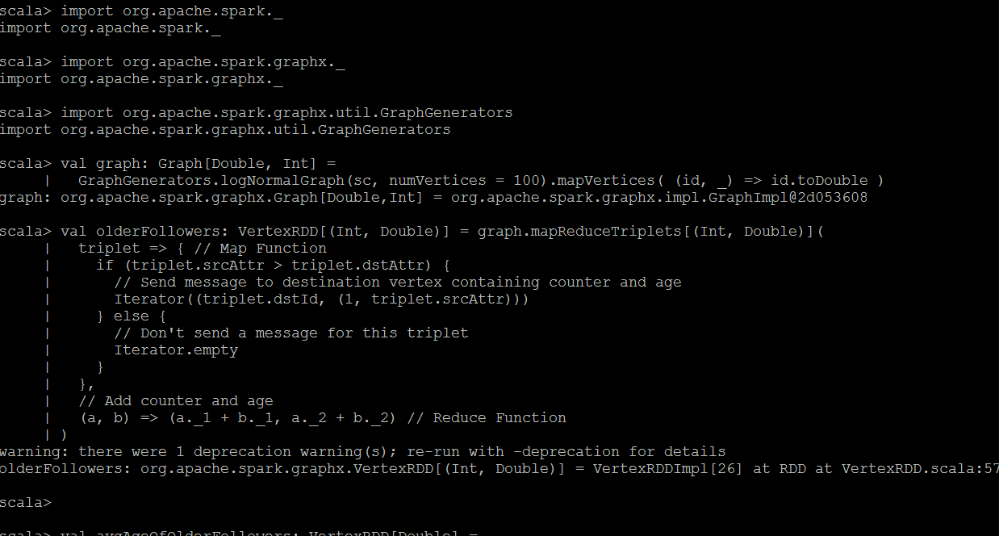 scala> import org.apache.spark._
import org.apache.spark._
scala> import org.apache.spark.graphx._
import org.apache.spark.graphx._
scala> import org.apache.spark.graphx.util.GraphGenerators
import org.apache.spark.graphx.util.GraphGenerators
scala> val graph: Graph[Double, Int] =
     |   GraphGenerators.logNormalGraph(sc, numVertices = 100).mapVertices( (id, _) => id.toDouble )
graph: org.apache.spark.graphx.Graph[Double,Int] = org.apache.spark.graphx.impl.GraphImpl@2d053608
scala> val olderFollowers: VertexRDD[(Int, Double)] = graph.mapReduceTriplets[(Int, Double)](
     |   triplet => { // Map Function
     |     if (triplet.srcAttr > triplet.dstAttr) {
     |       // Send message to destination vertex containing counter and age
     |       Iterator((triplet.dstId, (1, triplet.srcAttr)))
     |     } else {
     |       // Don't send a message for this triplet
     |       Iterator.empty
     |     }
     |   },
     |   // Add counter and age
     |   (a, b) => (a._1 + b._1, a._2 + b._2) // Reduce Function
     | )
warning: there were 1 deprecation warning(s); re-run with -deprecation for details
olderFollowers: org.apache.spark.graphx.VertexRDD[(Int, Double)] = VertexRDDImpl[26] at RDD at VertexRDD.scala:57
scala>
scala> val avgAgeOfOlderFollowers: VertexRDD[Double] =